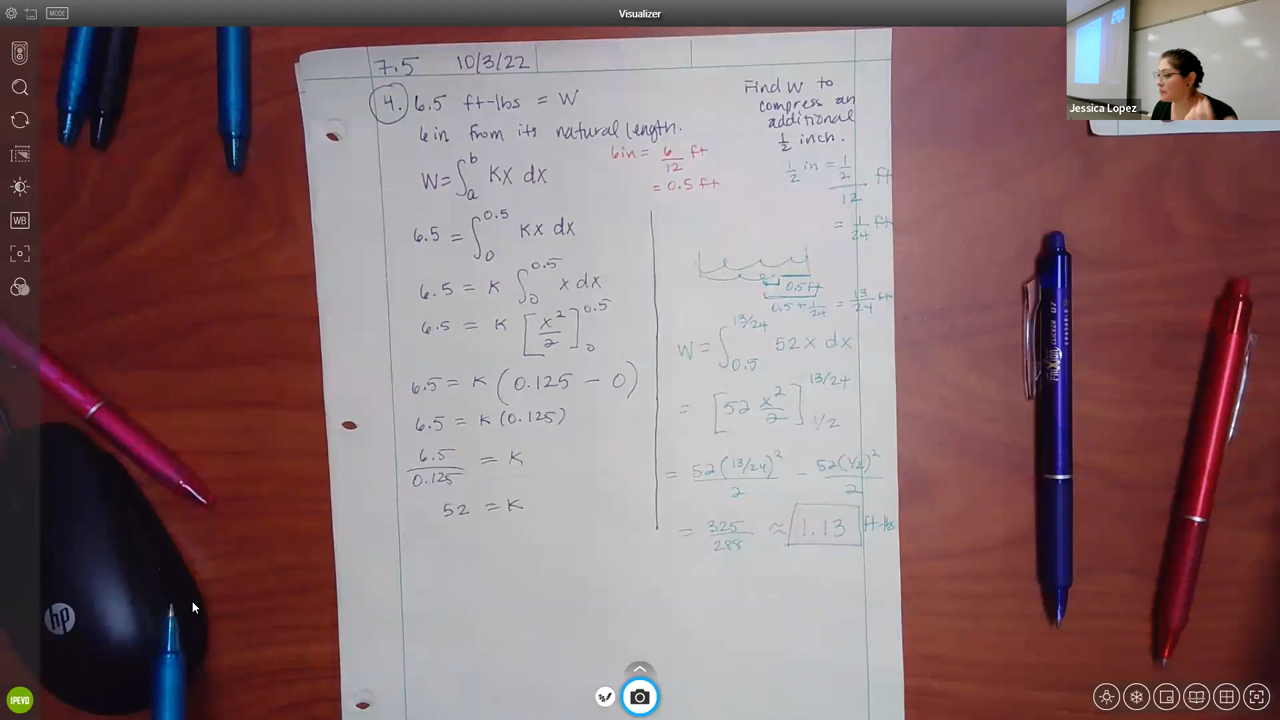 MODE
Visualizer
Jessica Lopez
WB
7.5 10/3/22
4. 6.5 ft-lbs = W
6in from its natural length.
Find W to
compress an
additional
1/2 inch.
6in = 6/12 ft
= 0.5 ft
1/2 in = 1/2 / 12 ft
= 1/24 ft
W = ∫_a^b Kx dx
6.5 = ∫_0^0.5 Kx dx
6.5 = K ∫_0^0.5 x dx
6.5 = K [x²/2]_0^0.5
6.5 = K (0.125 - 0)
6.5 = K (0.125)
6.5/0.125 = K
52 = K
0.5ft
0.5 + 1/24 = 13/24 ft
W = ∫_0.5^13/24 52x dx
= [52 x²/2]_1/2^13/24
= 52(13/24)²/2 - 52(1/2)²/2
= 325/288 ≈ 1.13 ft-lbs
hp
IPEVO
FRIXION CLICKER 07